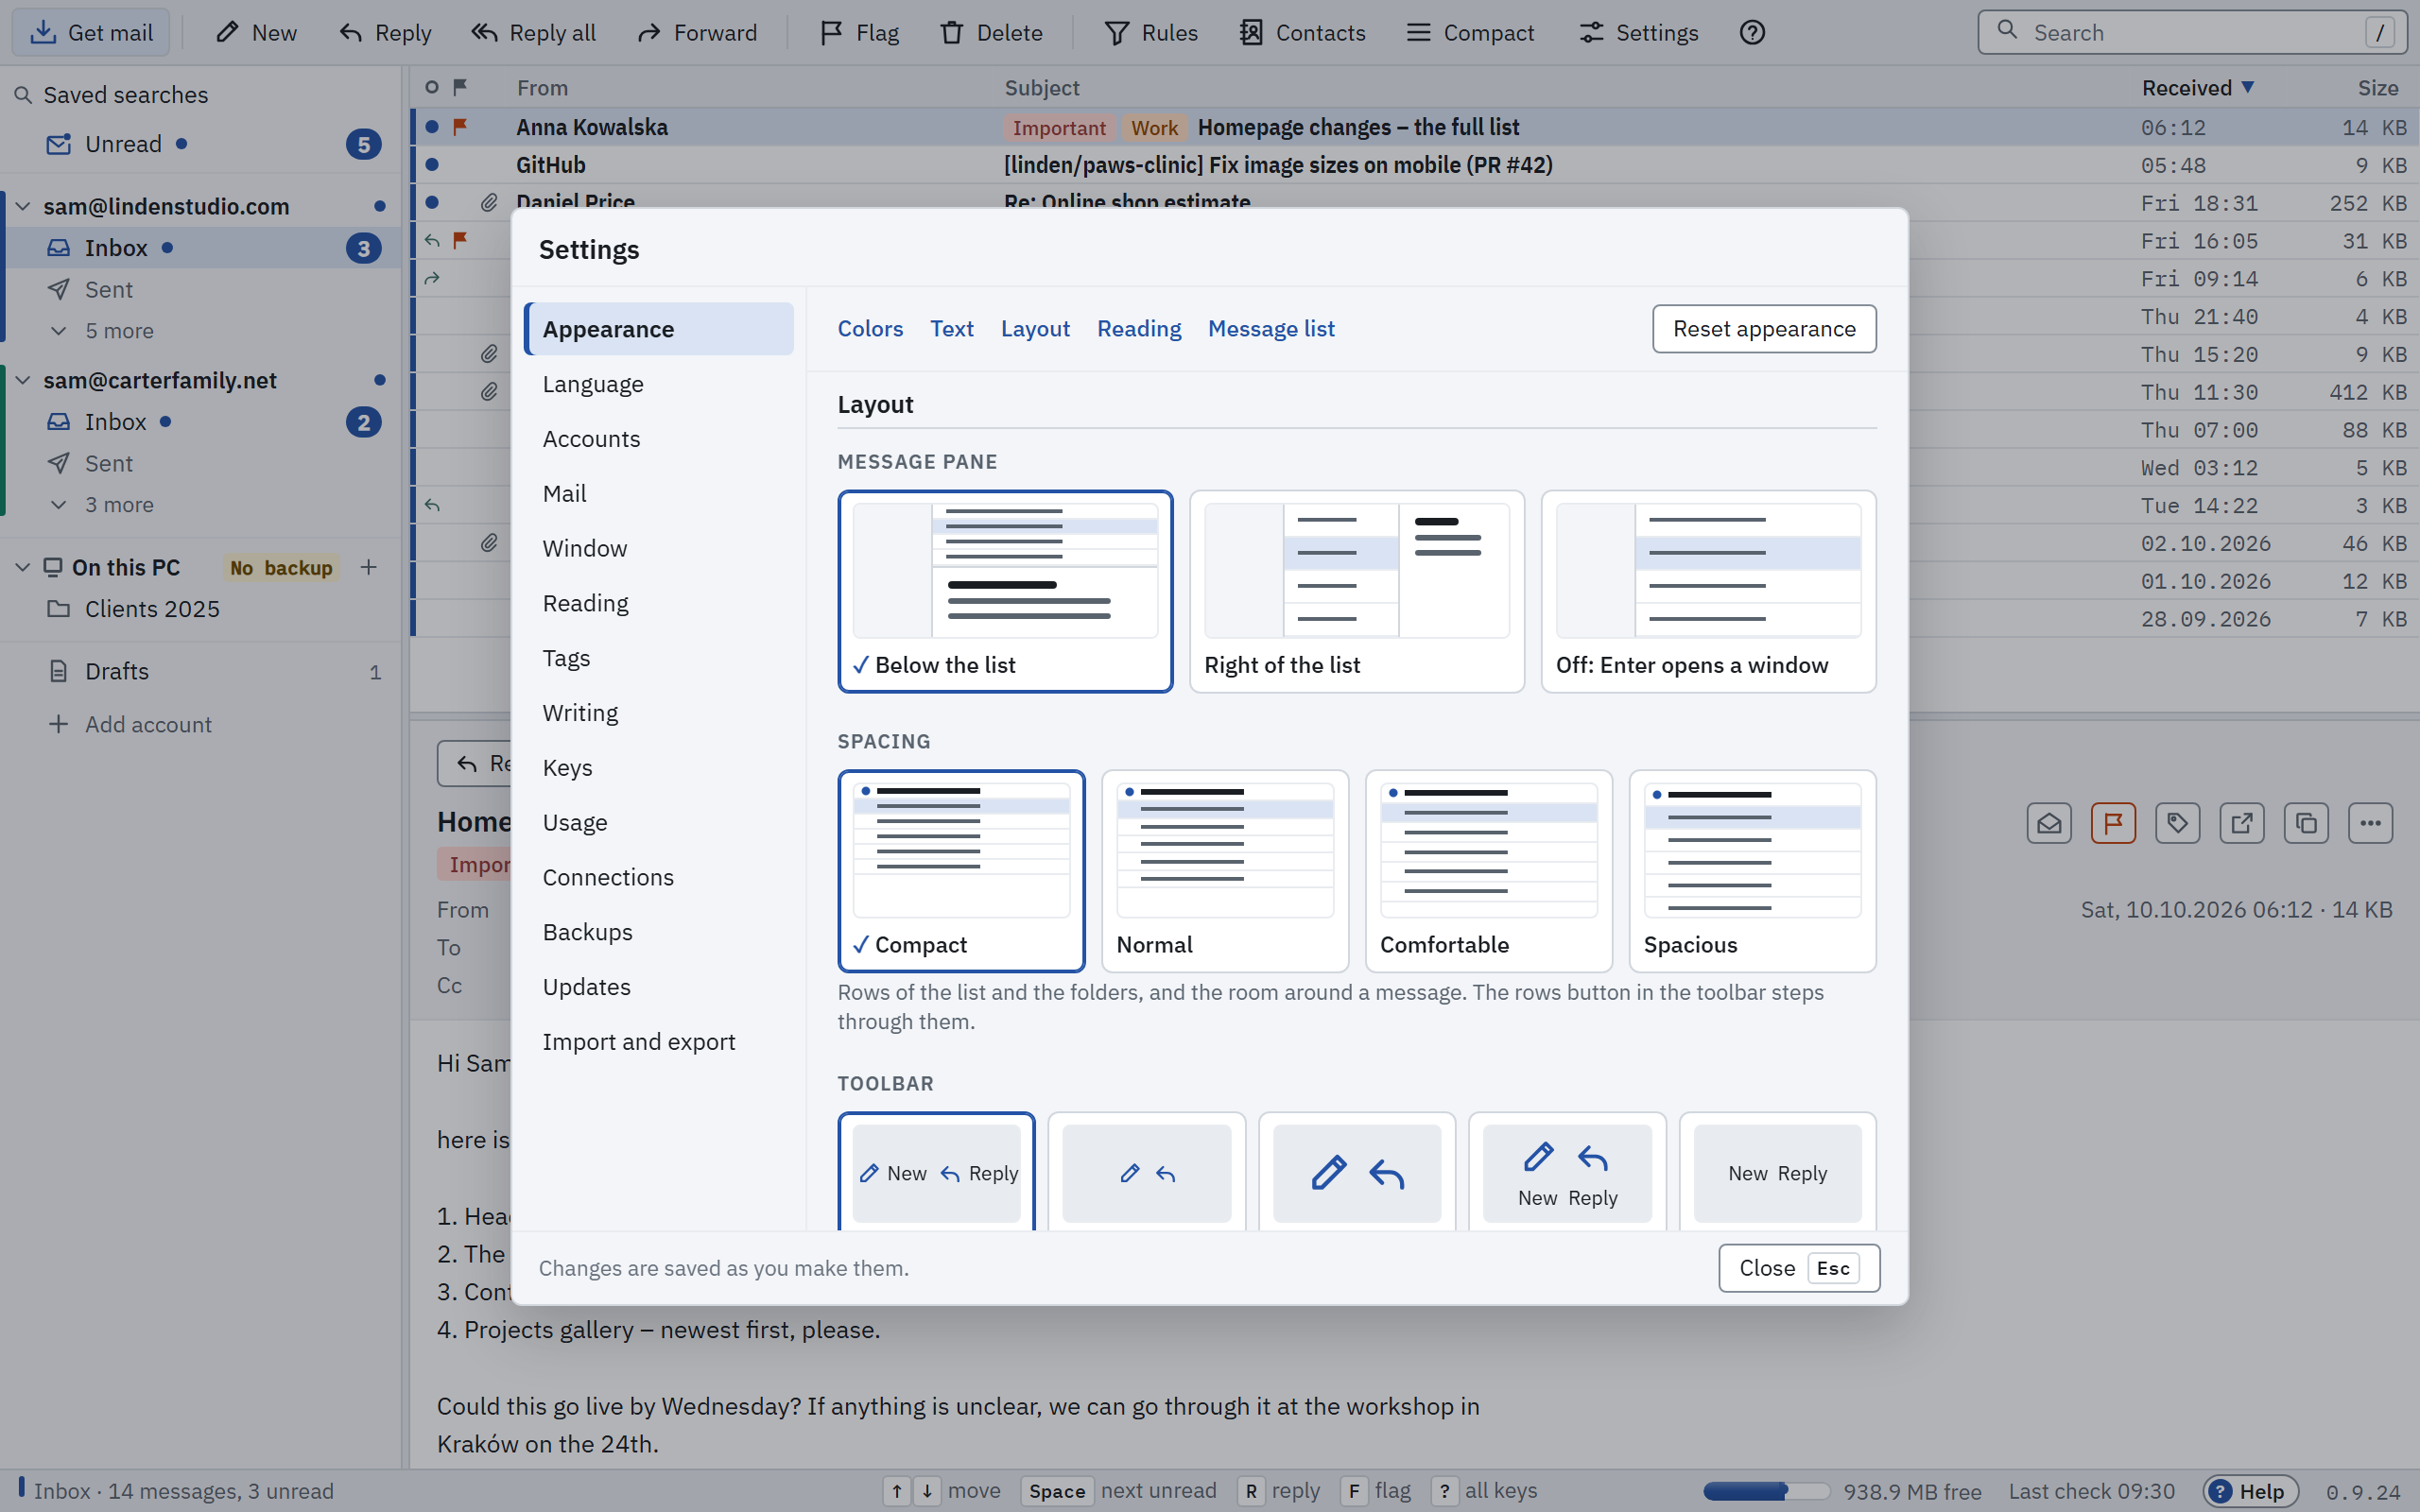 Get mail New Reply Reply all Forward Flag Delete Rules Contacts Compact Settings Search /
Saved searches
Unread 5
sam@lindenstudio.com
Inbox 3
Sent
5 more
sam@carterfamily.net
Inbox 2
Sent
3 more
On this PC No backup
Clients 2025
Drafts 1
Add account
From Subject Received Size
Anna Kowalska Important Work Homepage changes – the full list 06:12 14 KB
GitHub [linden/paws-clinic] Fix image sizes on mobile (PR #42) 05:48 9 KB
Daniel Price Re: Online shop estimate Fri 18:31 252 KB
Fri 16:05 31 KB
Fri 09:14 6 KB
Thu 21:40 4 KB
Thu 15:20 9 KB
Thu 11:30 412 KB
Thu 07:00 88 KB
Wed 03:12 5 KB
Tue 14:22 3 KB
02.10.2026 46 KB
01.10.2026 12 KB
28.09.2026 7 KB
Settings
Appearance
Language
Accounts
Mail
Window
Reading
Tags
Writing
Keys
Usage
Connections
Backups
Updates
Import and export
Colors Text Layout Reading Message list Reset appearance
Layout
MESSAGE PANE
✓ Below the list Right of the list Off: Enter opens a window
SPACING
✓ Compact Normal Comfortable Spacious
Rows of the list and the folders, and the room around a message. The rows button in the toolbar steps
through them.
TOOLBAR
New Reply New Reply New Reply
Changes are saved as you make them. Close Esc
Re
Home
Impor
From Sat, 10.10.2026 06:12 · 14 KB
To
Cc
Hi Sam
here is
1. Head
2. The
3. Cont
4. Projects gallery – newest first, please.
Could this go live by Wednesday? If anything is unclear, we can go through it at the workshop in
Kraków on the 24th.
Inbox · 14 messages, 3 unread ↑ ↓ move Space next unread R reply F flag ? all keys 938.9 MB free Last check 09:30 ? Help 0.9.24